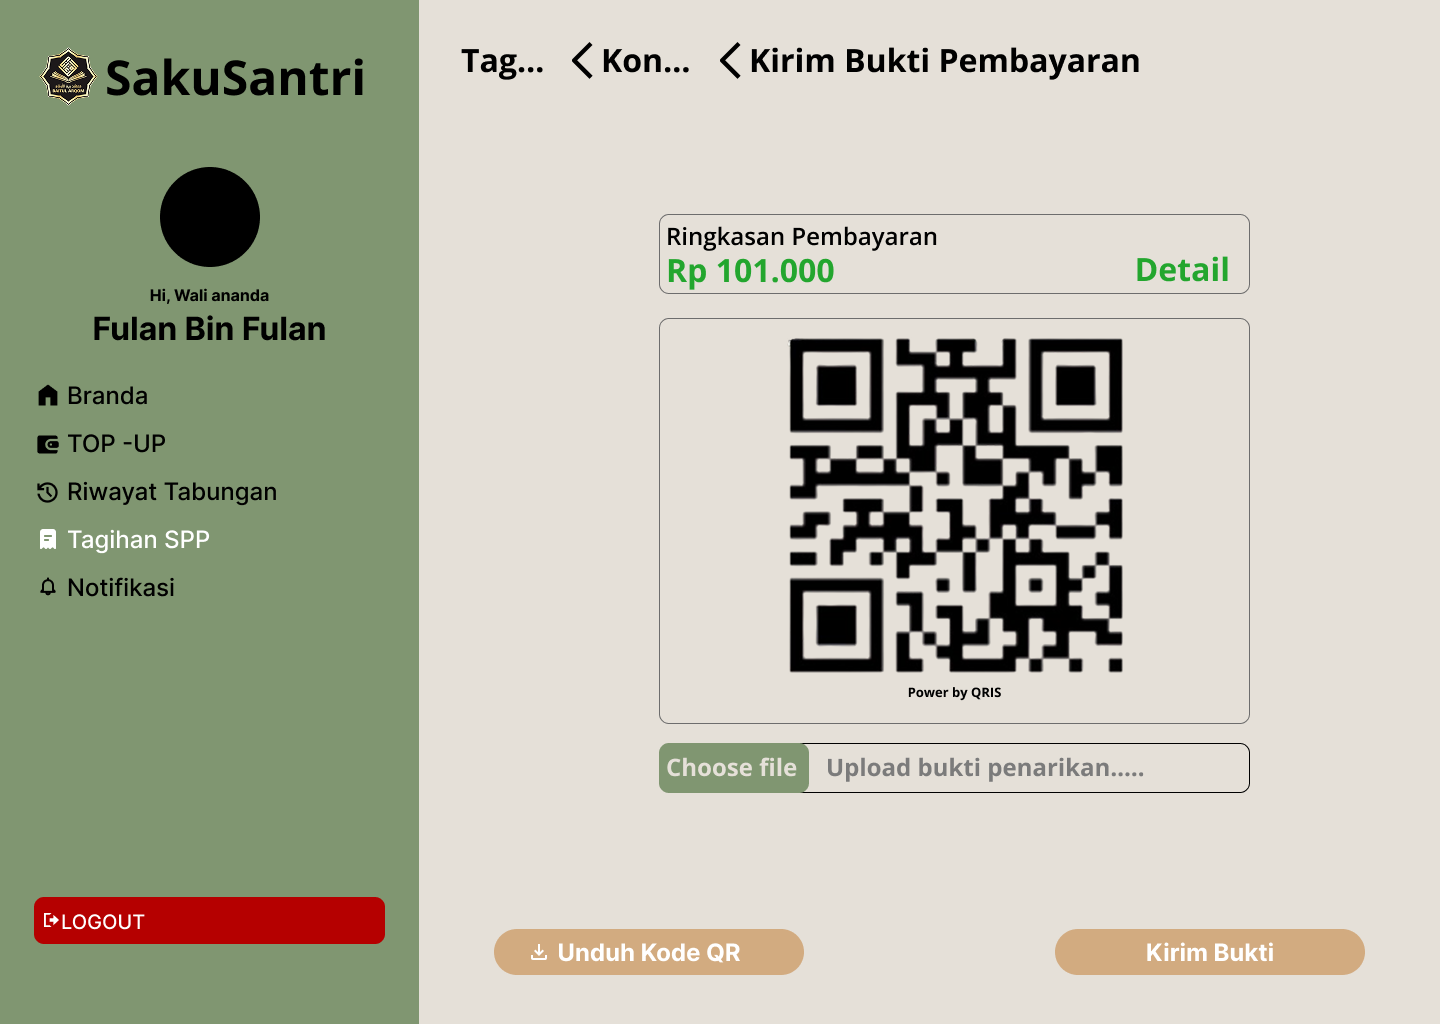 SakuSantri
Hi, Wali ananda
Fulan Bin Fulan
Branda
TOP -UP
Riwayat Tabungan
Tagihan SPP
Notifikasi
LOGOUT
Tag... Kon... Kirim Bukti Pembayaran
Ringkasan Pembayaran
Rp 101.000 Detail
Power by QRIS
Choose file Upload bukti penarikan.....
Unduh Kode QR Kirim Bukti